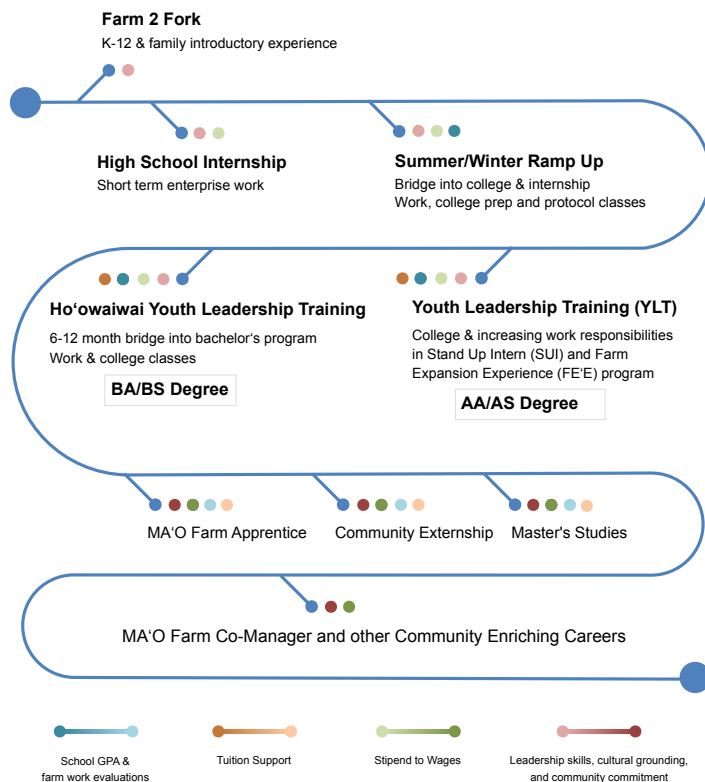 Farm 2 Fork
K-12 & family introductory experience
High School Internship
Short term enterprise work
Summer/Winter Ramp Up
Bridge into college & internship
Work, college prep and protocol classes
Hoʻowaiwai Youth Leadership Training
6-12 month bridge into bachelor‘s program
Work & college classes
BA/BS Degree
Youth Leadership Training (YLT)
College & increasing work responsibilities
in Stand Up Intern (SUI) and Farm
Expansion Experience (FE‘E) program
AA/AS Degree
MA‘O Farm Apprentice
Community Externship
Master's Studies
MA‘O Farm Co-Manager and other Community Enriching Careers
School GPA &
farm work evaluations
Tuition Support
Stipend to Wages
Leadership skills, cultural grounding,
and community commitment